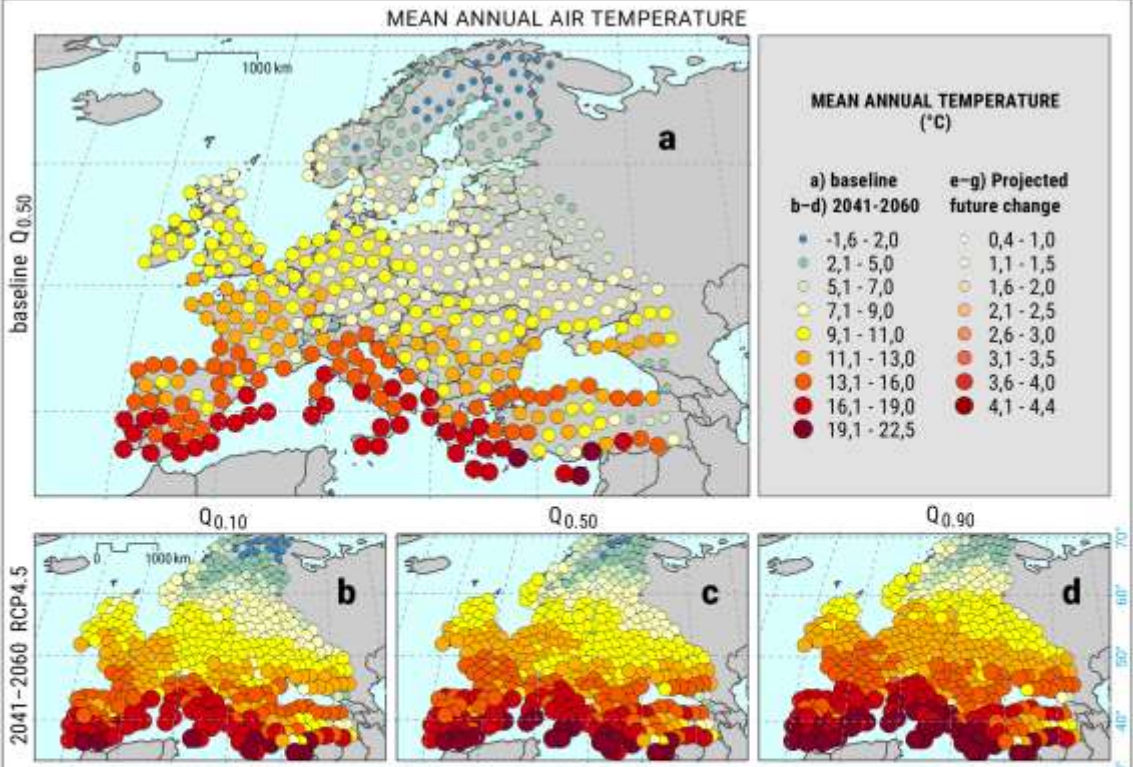 MEAN ANNUAL AIR TEMPERATURE
0 1000 km
a
baseline Q0.50
MEAN ANNUAL TEMPERATURE
(°C)
a) baseline
b–d) 2041-2060
-1,6 - 2,0
2,1 - 5,0
5,1 - 7,0
7,1 - 9,0
9,1 - 11,0
11,1 - 13,0
13,1 - 16,0
16,1 - 19,0
19,1 - 22,5
e–g) Projected
future change
0,4 - 1,0
1,1 - 1,5
1,6 - 2,0
2,1 - 2,5
2,6 - 3,0
3,1 - 3,5
3,6 - 4,0
4,1 - 4,4
Q0.10
Q0.50
Q0.90
2041-2060 RCP4.5
0 1000 km
b
c
d
70°
60°
50°
40°